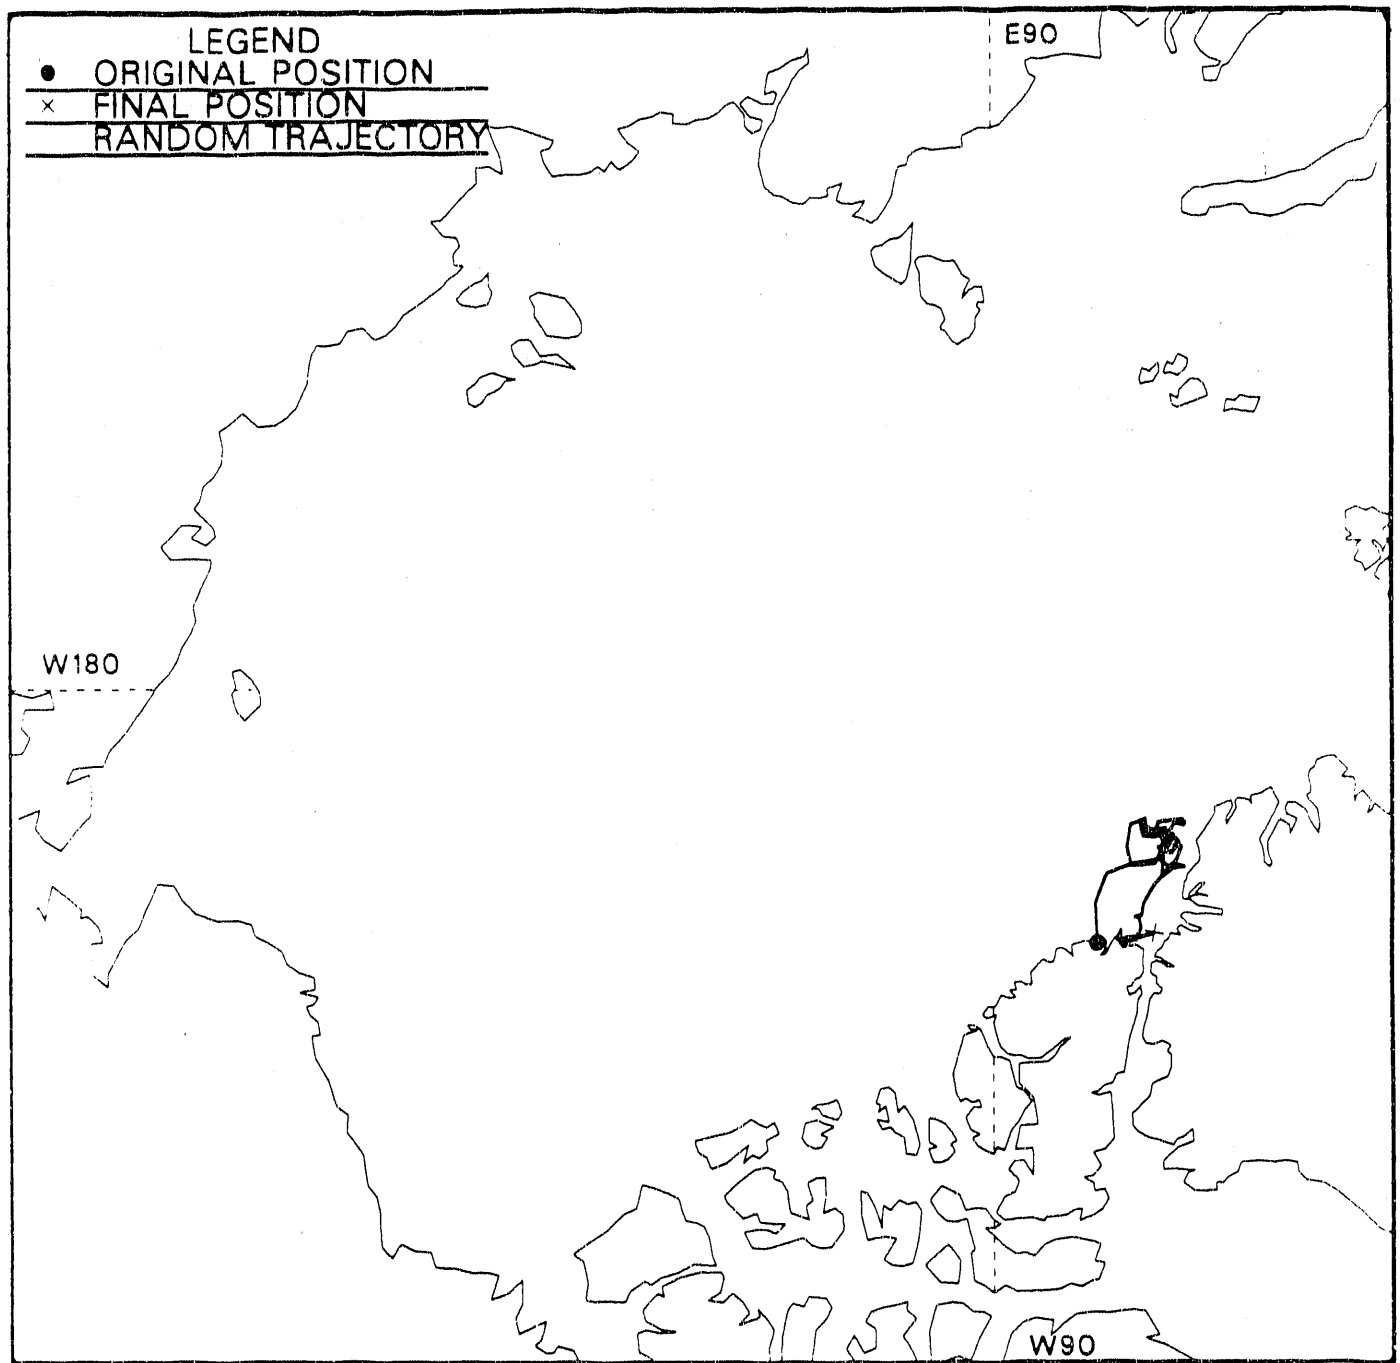 LEGEND
● ORIGINAL POSITION
× FINAL POSITION
RANDOM TRAJECTORY
E90
W180
W90